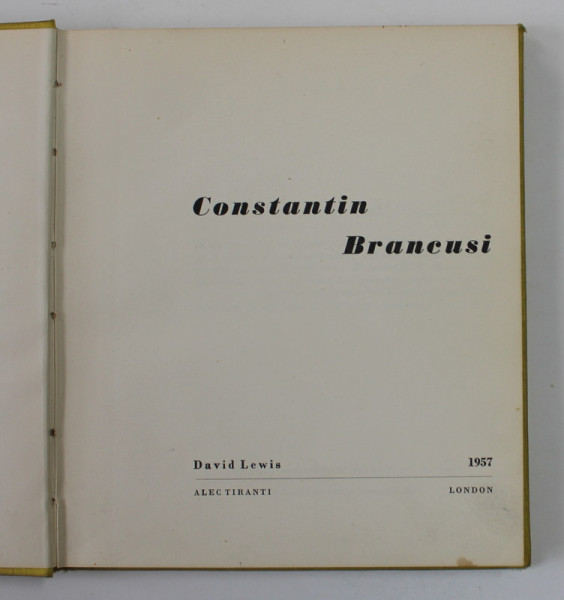 Constantin
Brancusi
David Lewis 1957
ALEC TIRANTI LONDON